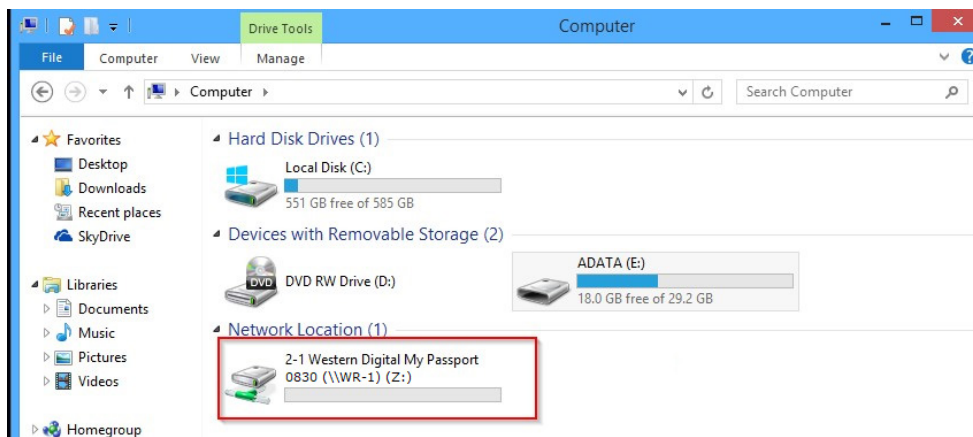 Drive Tools
Computer
File
Computer
View
Manage
Computer
Search Computer
Favorites
Desktop
Downloads
Recent places
SkyDrive
Libraries
Documents
Music
Pictures
Videos
Homegroup
Hard Disk Drives (1)
Local Disk (C:)
551 GB free of 585 GB
Devices with Removable Storage (2)
DVD
DVD RW Drive (D:)
ADATA (E:)
18.0 GB free of 29.2 GB
Network Location (1)
2-1 Western Digital My Passport
0830 (\\WR-1) (Z:)